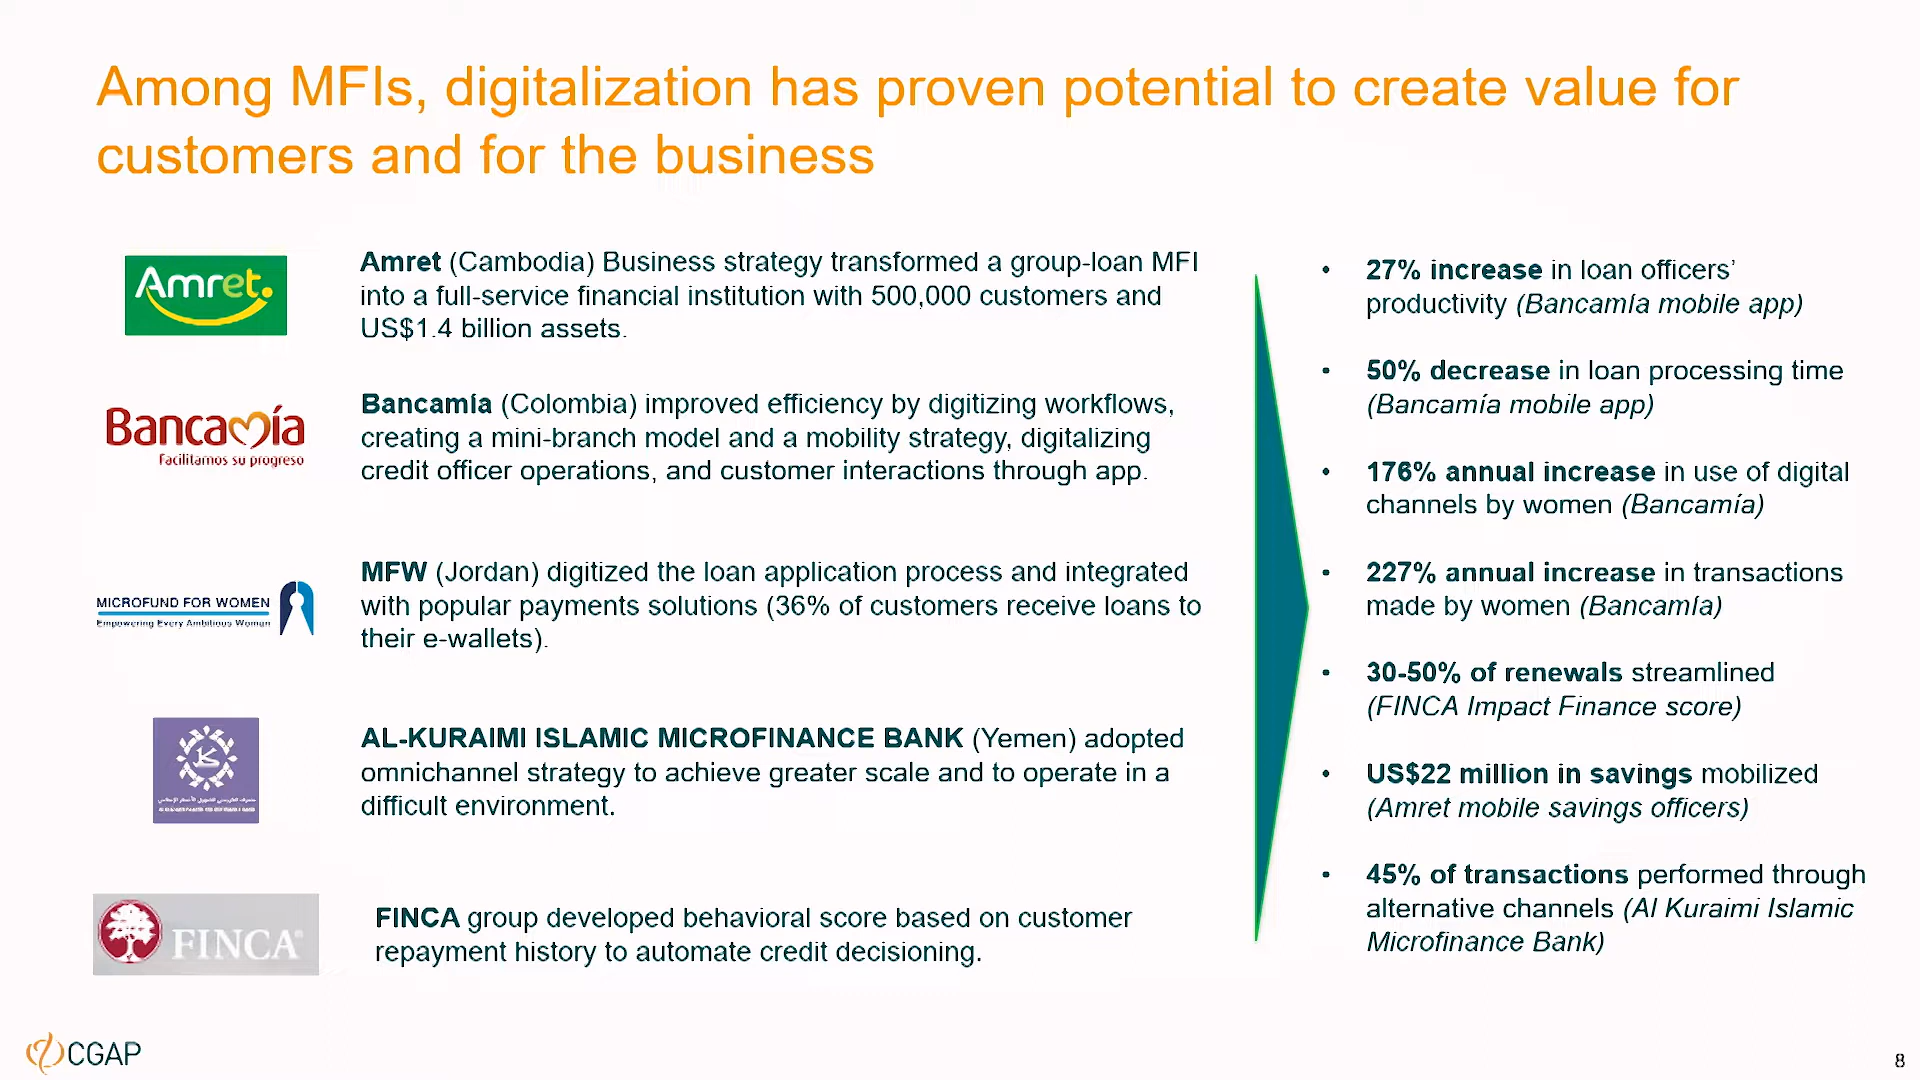 Among MFIs, digitalization has proven potential to create value for
customers and for the business
Amret.
Amret (Cambodia) Business strategy transformed a group-loan MFI
into a full-service financial institution with 500,000 customers and
US$1.4 billion assets.
Bancamía
Facilitamos su progreso
Bancamía (Colombia) improved efficiency by digitizing workflows,
creating a mini-branch model and a mobility strategy, digitalizing
credit officer operations, and customer interactions through app.
MICROFUND FOR WOMEN
Empowering Every Ambitious Woman
MFW (Jordan) digitized the loan application process and integrated
with popular payments solutions (36% of customers receive loans to
their e-wallets).
AL-KURAIMI ISLAMIC MICROFINANCE BANK (Yemen) adopted
omnichannel strategy to achieve greater scale and to operate in a
difficult environment.
FINCA®
FINCA group developed behavioral score based on customer
repayment history to automate credit decisioning.
• 27% increase in loan officers’
productivity (Bancamía mobile app)
• 50% decrease in loan processing time
(Bancamía mobile app)
• 176% annual increase in use of digital
channels by women (Bancamía)
• 227% annual increase in transactions
made by women (Bancamía)
• 30-50% of renewals streamlined
(FINCA Impact Finance score)
• US$22 million in savings mobilized
(Amret mobile savings officers)
• 45% of transactions performed through
alternative channels (Al Kuraimi Islamic
Microfinance Bank)
CGAP
8